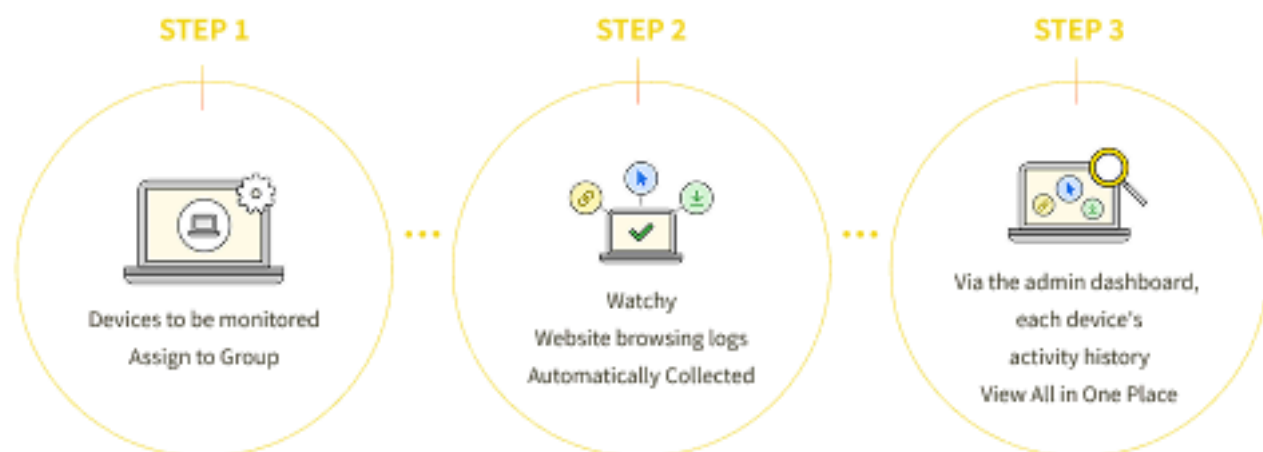 STEP 1
Devices to be monitored
Assign to Group
STEP 2
Watchy
Website browsing logs
Automatically Collected
STEP 3
Via the admin dashboard,
each device's
activity history
View All in One Place